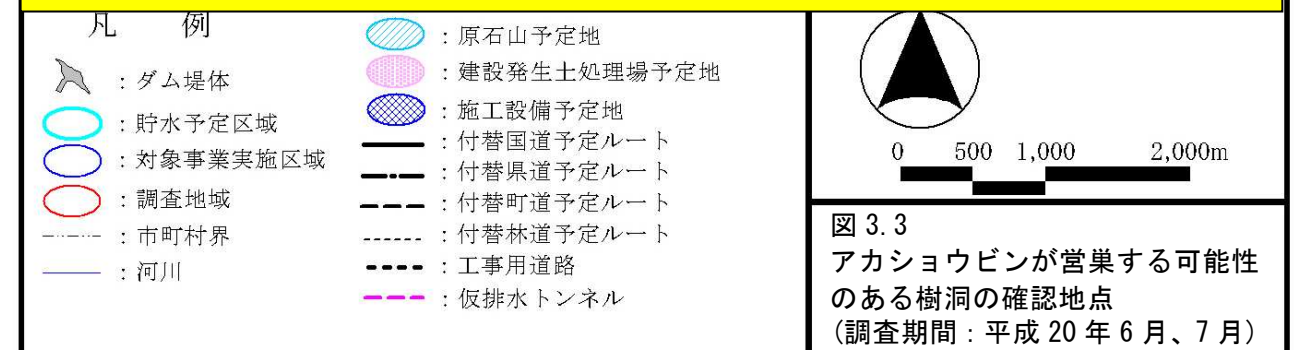 凡 例
：ダム堤体
：貯水予定区域
：対象事業実施区域
：調査地域
：市町村界
：河川
：原石山予定地
：建設発生土処理場予定地
：施工設備予定地
：付替国道予定ルート
：付替県道予定ルート
：付替町道予定ルート
：付替林道予定ルート
：工事用道路
：仮排水トンネル
0 500 1,000 2,000m
図 3.3
アカショウビンが営巣する可能性
のある樹洞の確認地点
(調査期間：平成 20 年 6 月、7 月)